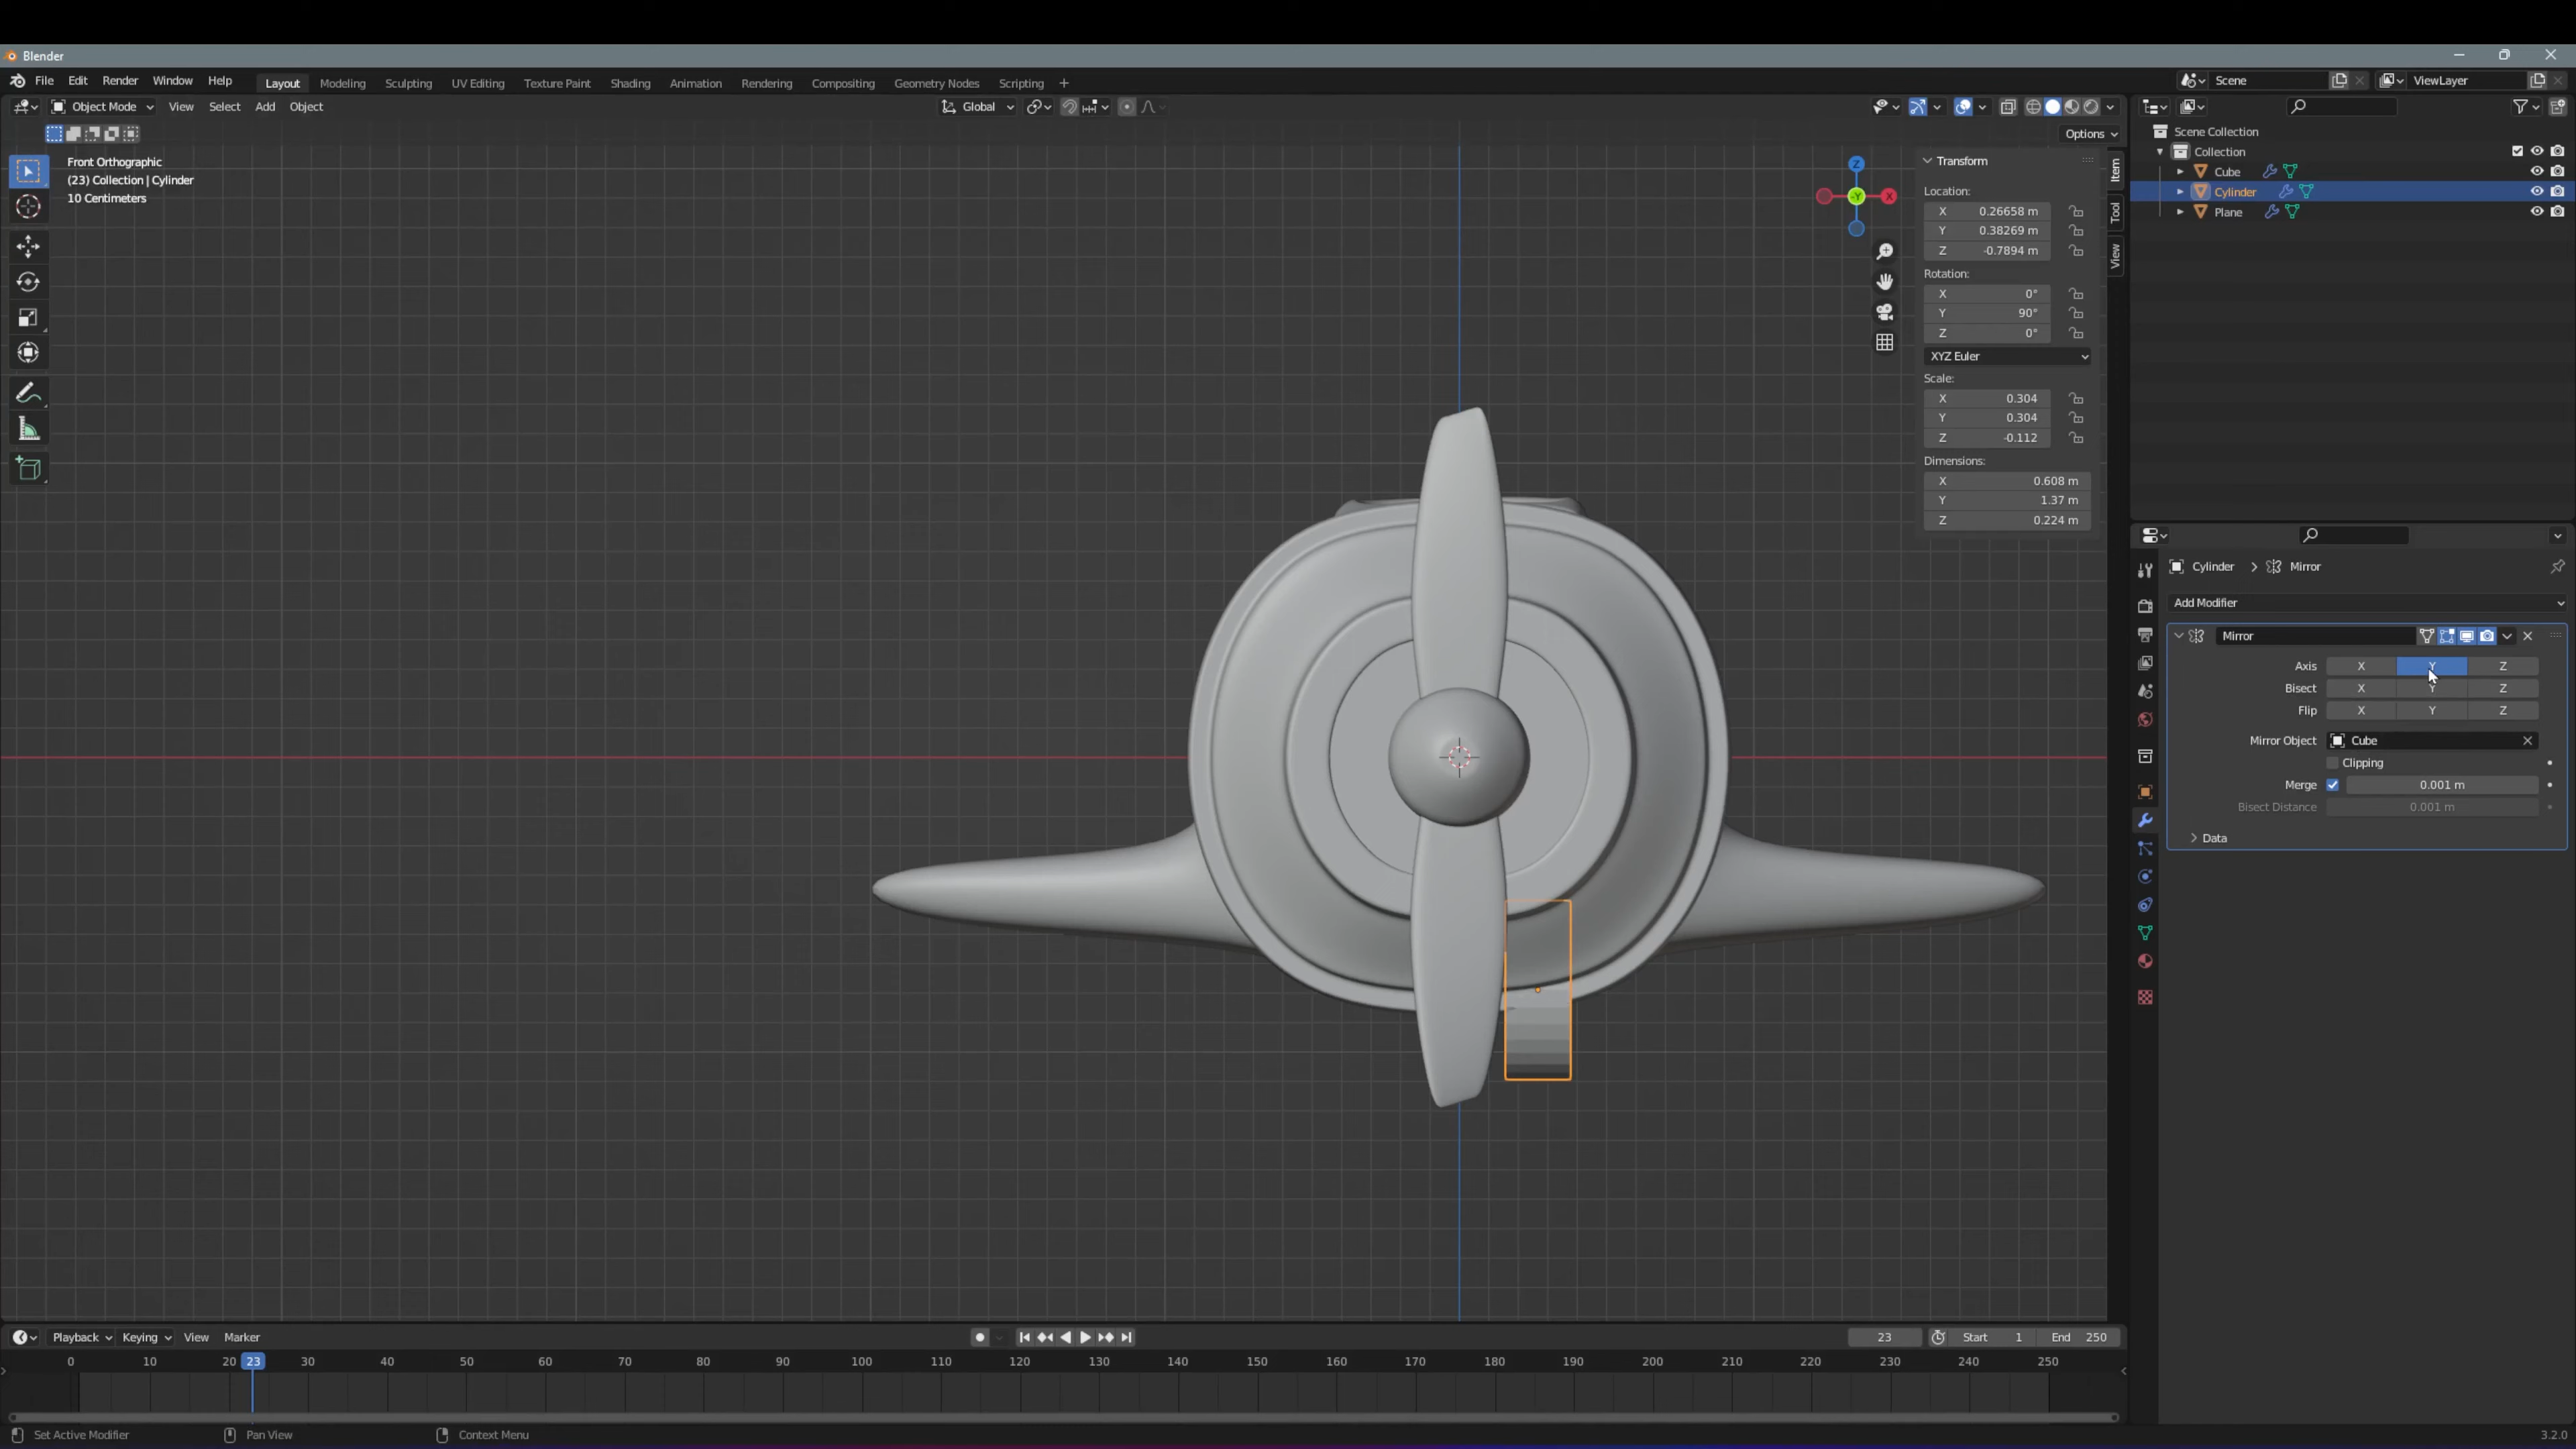 Blender
File Edit Render Window Help Layout Modeling Sculpting UV Editing Texture Paint Shading Animation Rendering Compositing Geometry Nodes Scripting + Scene ViewLayer
Object Mode View Select Add Object Global
Options
Front Orthographic
(23) Collection | Cylinder
10 Centimeters
Z
X
-Y
Transform
Location:
X 0.26658 m
Y 0.38269 m
Z -0.7894 m
Rotation:
X 0°
Y 90°
Z 0°
XYZ Euler
Scale:
X 0.304
Y 0.304
Z -0.112
Dimensions:
X 0.608 m
Y 1.37 m
Z 0.224 m
Item
Tool
View
Scene Collection
Collection
Cube
Cylinder
Plane
Cylinder > Mirror
Add Modifier
Mirror
Axis X Y Z
Bisect X Y Z
Flip X Y Z
Mirror Object Cube
Clipping
Merge 0.001 m
Bisect Distance 0.001 m
Data
Playback Keying View Marker 23 Start 1 End 250
0 10 20 23 30 40 50 60 70 80 90 100 110 120 130 140 150 160 170 180 190 200 210 220 230 240 250
Set Active Modifier Pan View Context Menu 3.2.0